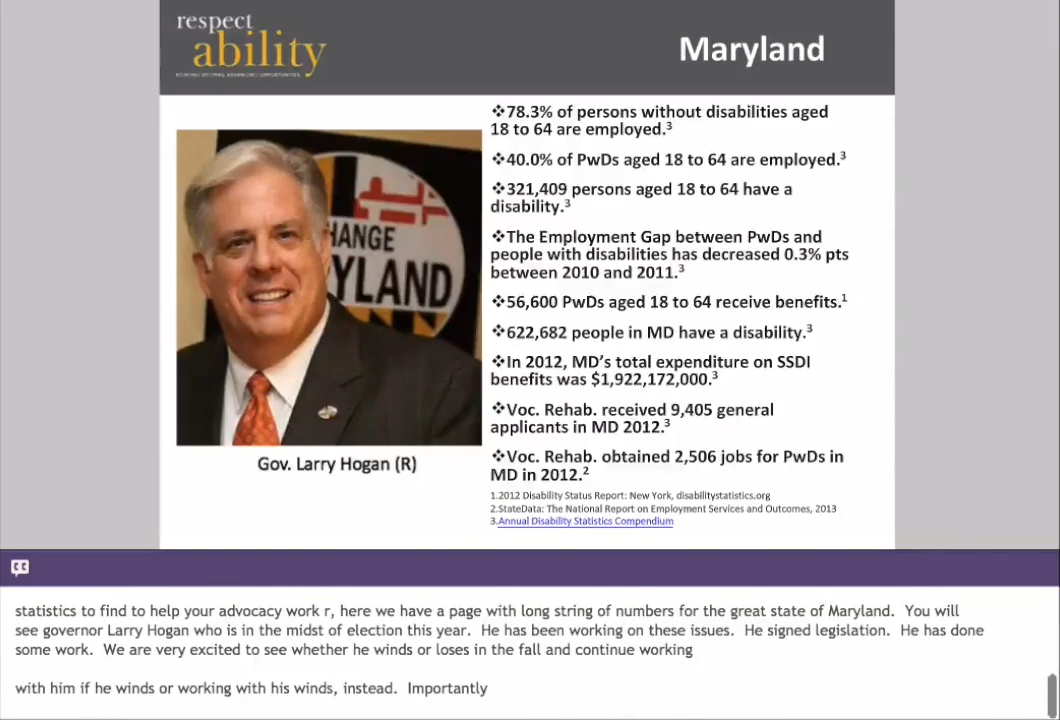 respect
ability
Maryland
❖78.3% of persons without disabilities aged
18 to 64 are employed.3
❖40.0% of PwDs aged 18 to 64 are employed.3
❖321,409 persons aged 18 to 64 have a
disability.3
❖The Employment Gap between PwDs and
people with disabilities has decreased 0.3% pts
between 2010 and 2011.3
❖56,600 PwDs aged 18 to 64 receive benefits.1
❖622,682 people in MD have a disability.3
❖In 2012, MD's total expenditure on SSDI
benefits was $1,922,172,000.3
❖Voc. Rehab. received 9,405 general
applicants in MD 2012.3
❖Voc. Rehab. obtained 2,506 jobs for PwDs in
MD in 2012.2
HANGE
YLAND
Gov. Larry Hogan (R)
1.2012 Disability Status Report: New York, disabilitystatistics.org
2.StateData: The National Report on Employment Services and Outcomes, 2013
3.Annual Disability Statistics Compendium
statistics to find to help your advocacy work r, here we have a page with long string of numbers for the great state of Maryland.  You will
see governor Larry Hogan who is in the midst of election this year.  He has been working on these issues.  He signed legislation.  He has done
some work.  We are very excited to see whether he winds or loses in the fall and continue working
with him if he winds or working with his winds, instead.  Importantly